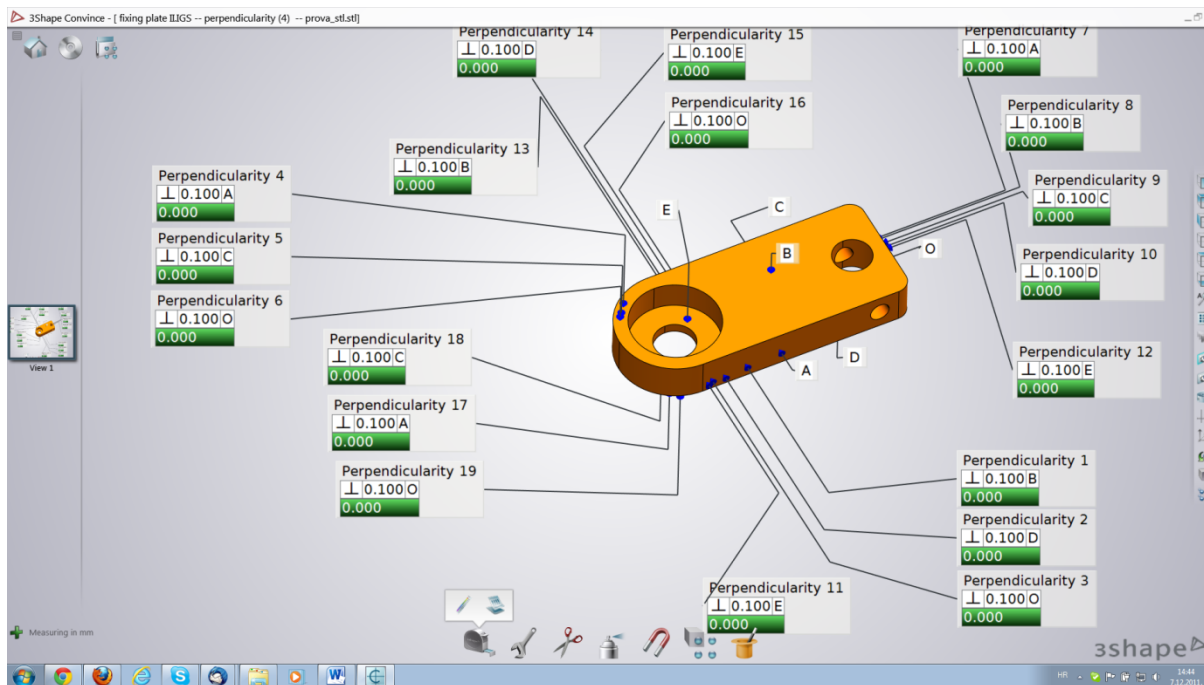 3Shape Convince - [ fixing plate ILIGS -- perpendicularity (4) -- prova_stl.stl]
Perpendicularity 14
⊥ 0.100 D
0.000
Perpendicularity 15
⊥ 0.100 E
0.000
Perpendicularity 7
⊥ 0.100 A
0.000
Perpendicularity 16
⊥ 0.100 O
0.000
Perpendicularity 8
⊥ 0.100 B
0.000
Perpendicularity 13
⊥ 0.100 B
0.000
Perpendicularity 4
⊥ 0.100 A
0.000
Perpendicularity 9
⊥ 0.100 C
0.000
E
C
Perpendicularity 5
⊥ 0.100 C
0.000
B
O
Perpendicularity 10
⊥ 0.100 D
0.000
Perpendicularity 6
⊥ 0.100 O
0.000
Perpendicularity 18
⊥ 0.100 C
0.000
D
A
Perpendicularity 12
⊥ 0.100 E
0.000
View 1
Perpendicularity 17
⊥ 0.100 A
0.000
Perpendicularity 19
⊥ 0.100 O
0.000
Perpendicularity 1
⊥ 0.100 B
0.000
Perpendicularity 2
⊥ 0.100 D
0.000
Perpendicularity 3
⊥ 0.100 O
0.000
Perpendicularity 11
⊥ 0.100 E
0.000
Measuring in mm
3shape
HR
14:44
7.12.2011